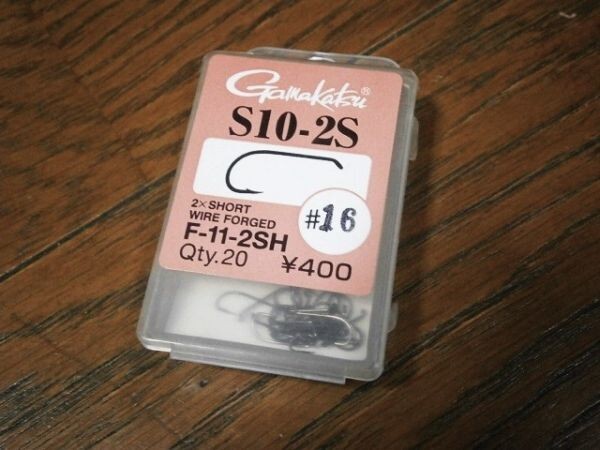 Gamakatsu®
S10-2S
2×SHORT
WIRE FORGED
#16
F-11-2SH
Qty.20 ¥400